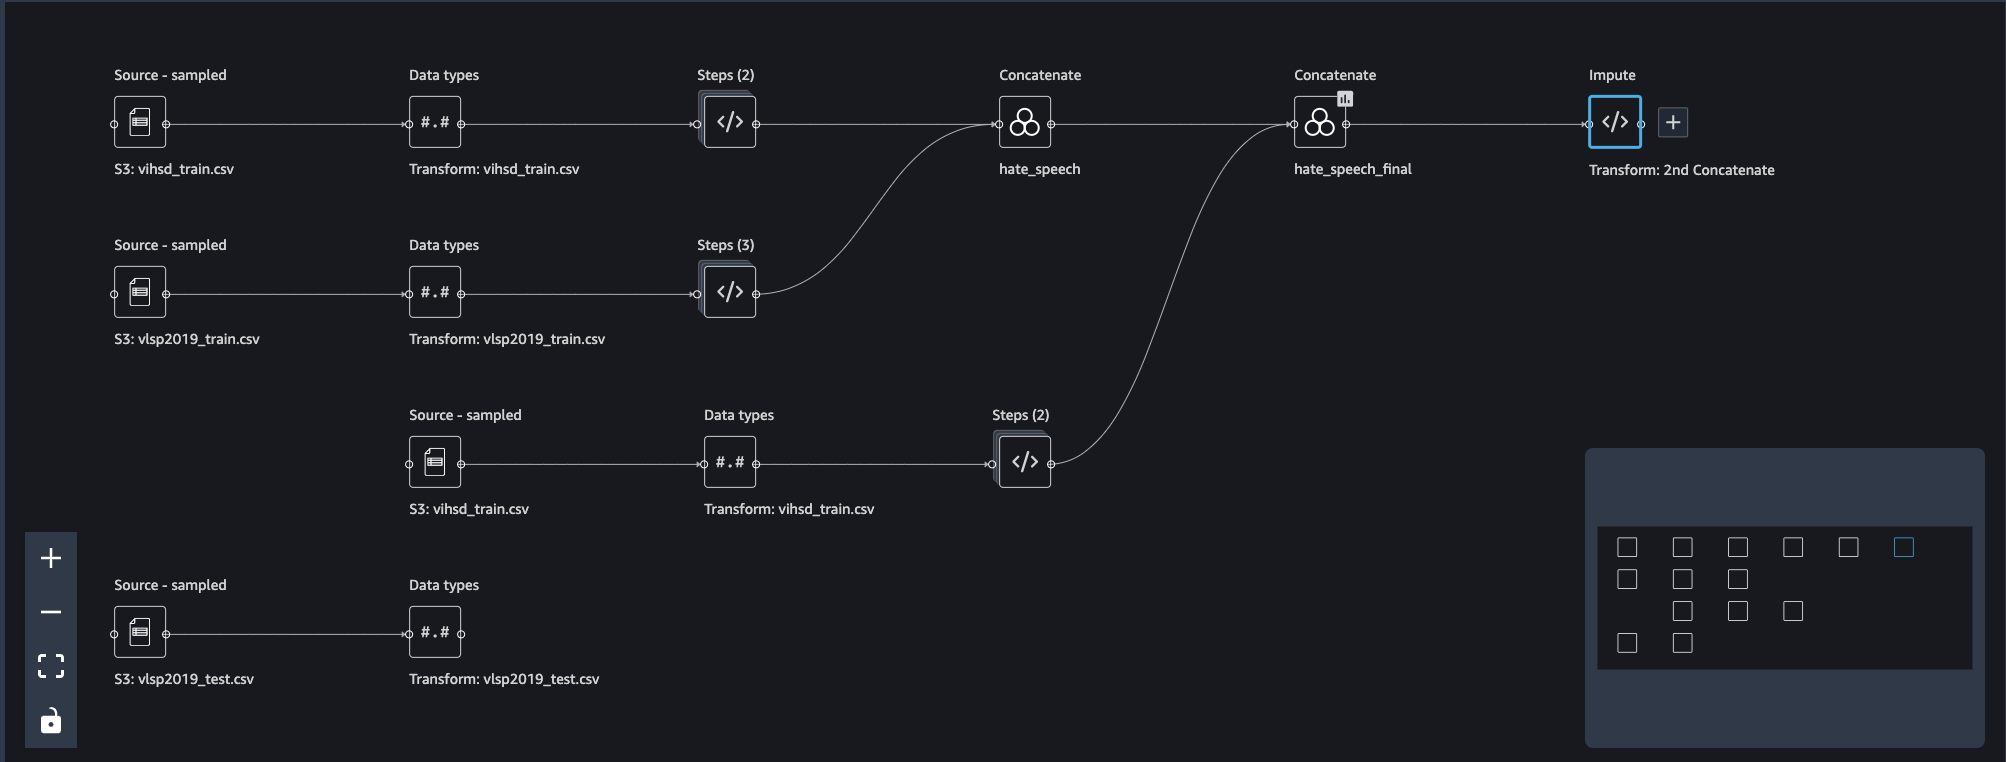 Source - sampled
Data types
Steps (2)
Concatenate
Concatenate
Impute
#.#
</>
</>
S3: vihsd_train.csv
Transform: vihsd_train.csv
hate_speech
hate_speech_final
Transform: 2nd Concatenate
Source - sampled
Data types
Steps (3)
#.#
</>
S3: vlsp2019_train.csv
Transform: vlsp2019_train.csv
Source - sampled
Data types
Steps (2)
#.#
</>
S3: vihsd_train.csv
Transform: vihsd_train.csv
Source - sampled
Data types
#.#
S3: vlsp2019_test.csv
Transform: vlsp2019_test.csv